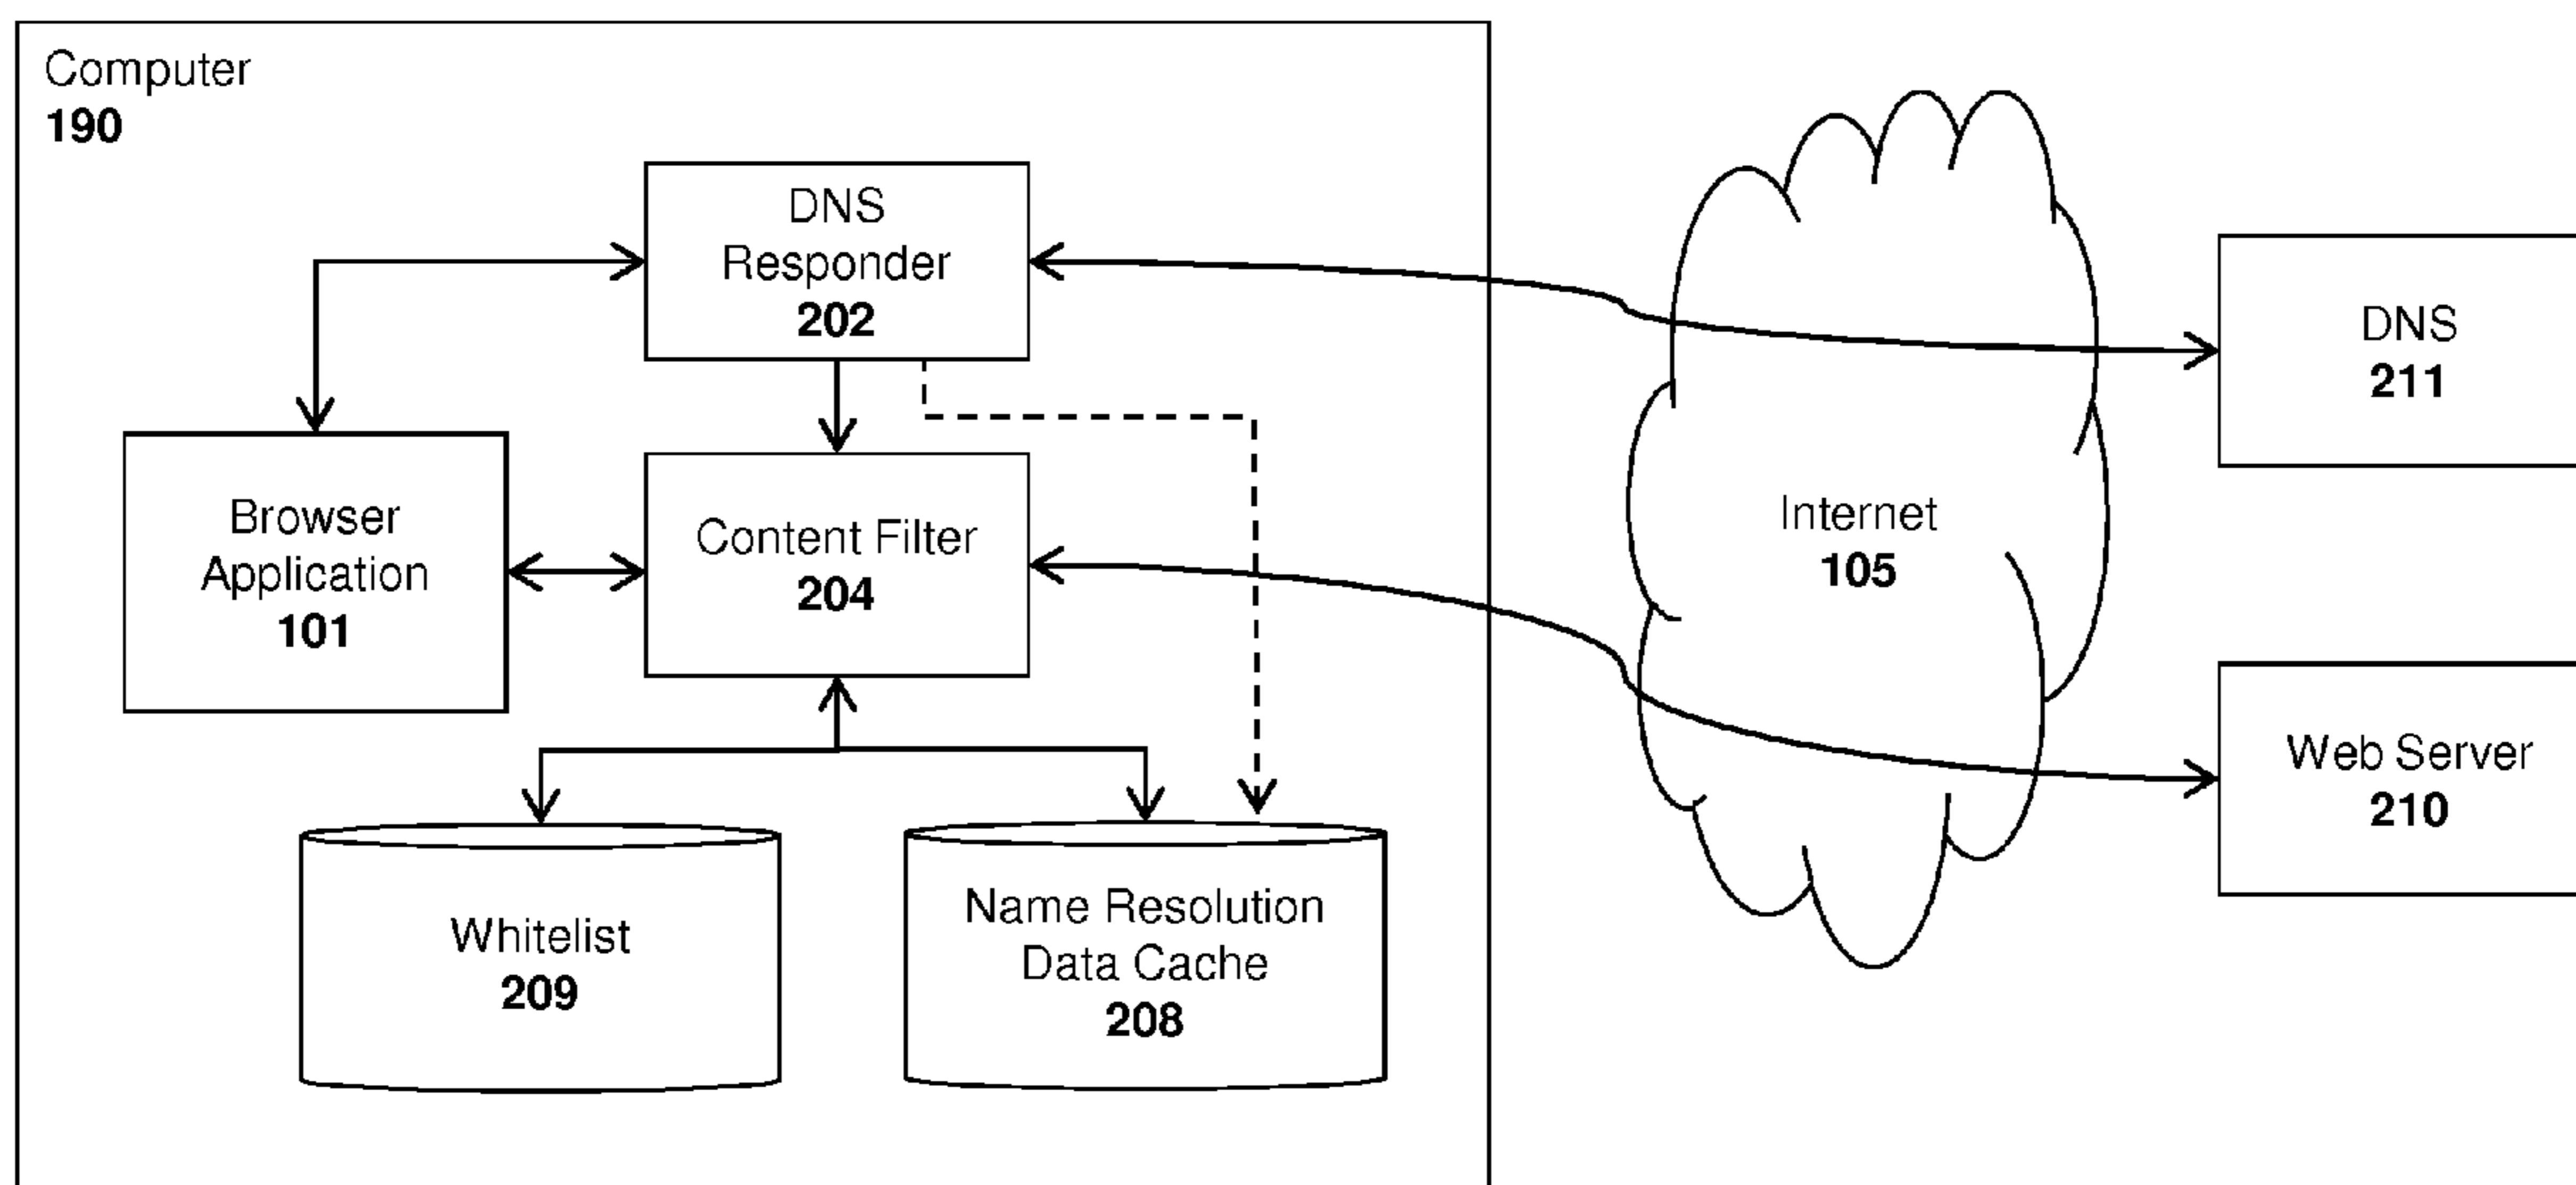 Computer
190
DNS
Responder
202
DNS
211
Browser
Application
101
Content Filter
204
Internet
105
Web Server
210
Whitelist
209
Name Resolution
Data Cache
208